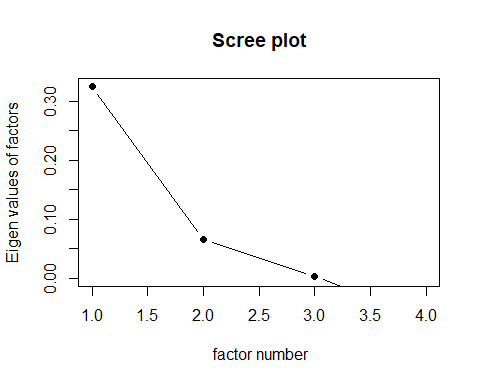 Scree plot
Eigen values of factors
0.30
0.20
0.10
0.00
1.0 1.5 2.0 2.5 3.0 3.5 4.0
factor number